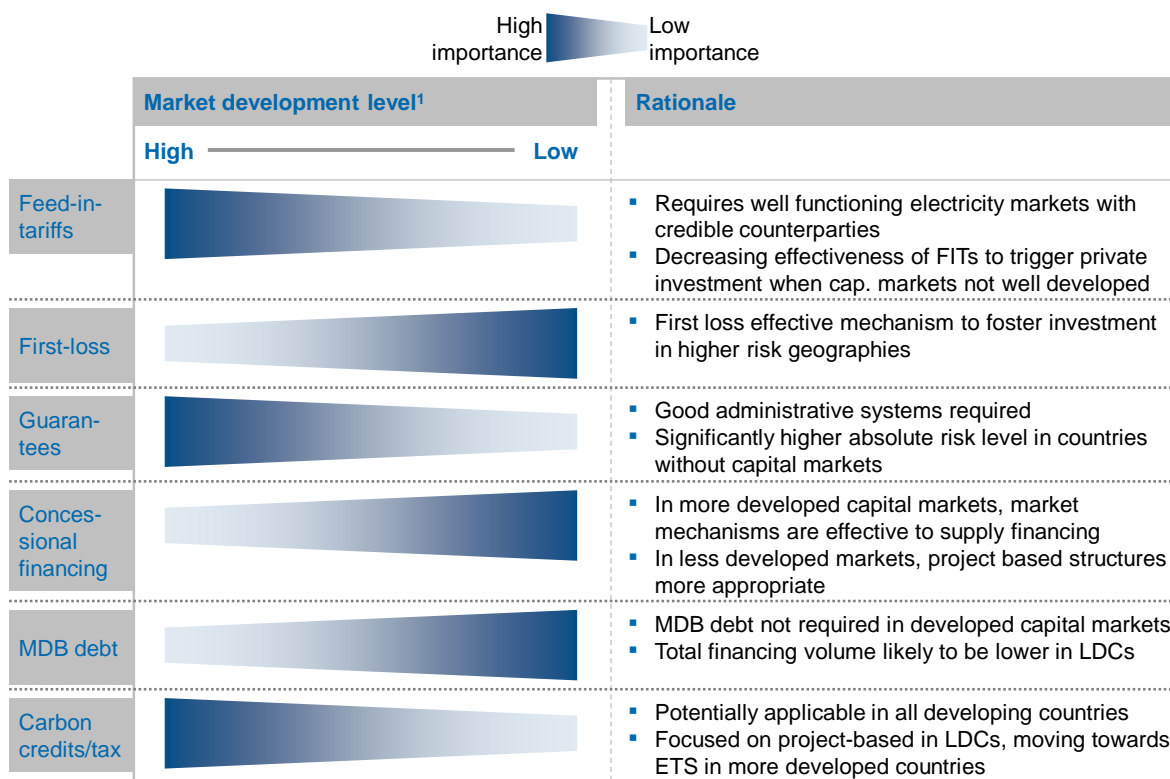 High
importance
Low
importance
Market development level¹
Rationale
High
Low
Feed-in-
tariffs
▪ Requires well functioning electricity markets with
credible counterparties
▪ Decreasing effectiveness of FITs to trigger private
investment when cap. markets not well developed
First-loss
▪ First loss effective mechanism to foster investment
in higher risk geographies
Guaran-
tees
▪ Good administrative systems required
▪ Significantly higher absolute risk level in countries
without capital markets
Conces-
sional
financing
▪ In more developed capital markets, market
mechanisms are effective to supply financing
▪ In less developed markets, project based structures
more appropriate
MDB debt
▪ MDB debt not required in developed capital markets
▪ Total financing volume likely to be lower in LDCs
Carbon
credits/tax
▪ Potentially applicable in all developing countries
▪ Focused on project-based in LDCs, moving towards
ETS in more developed countries